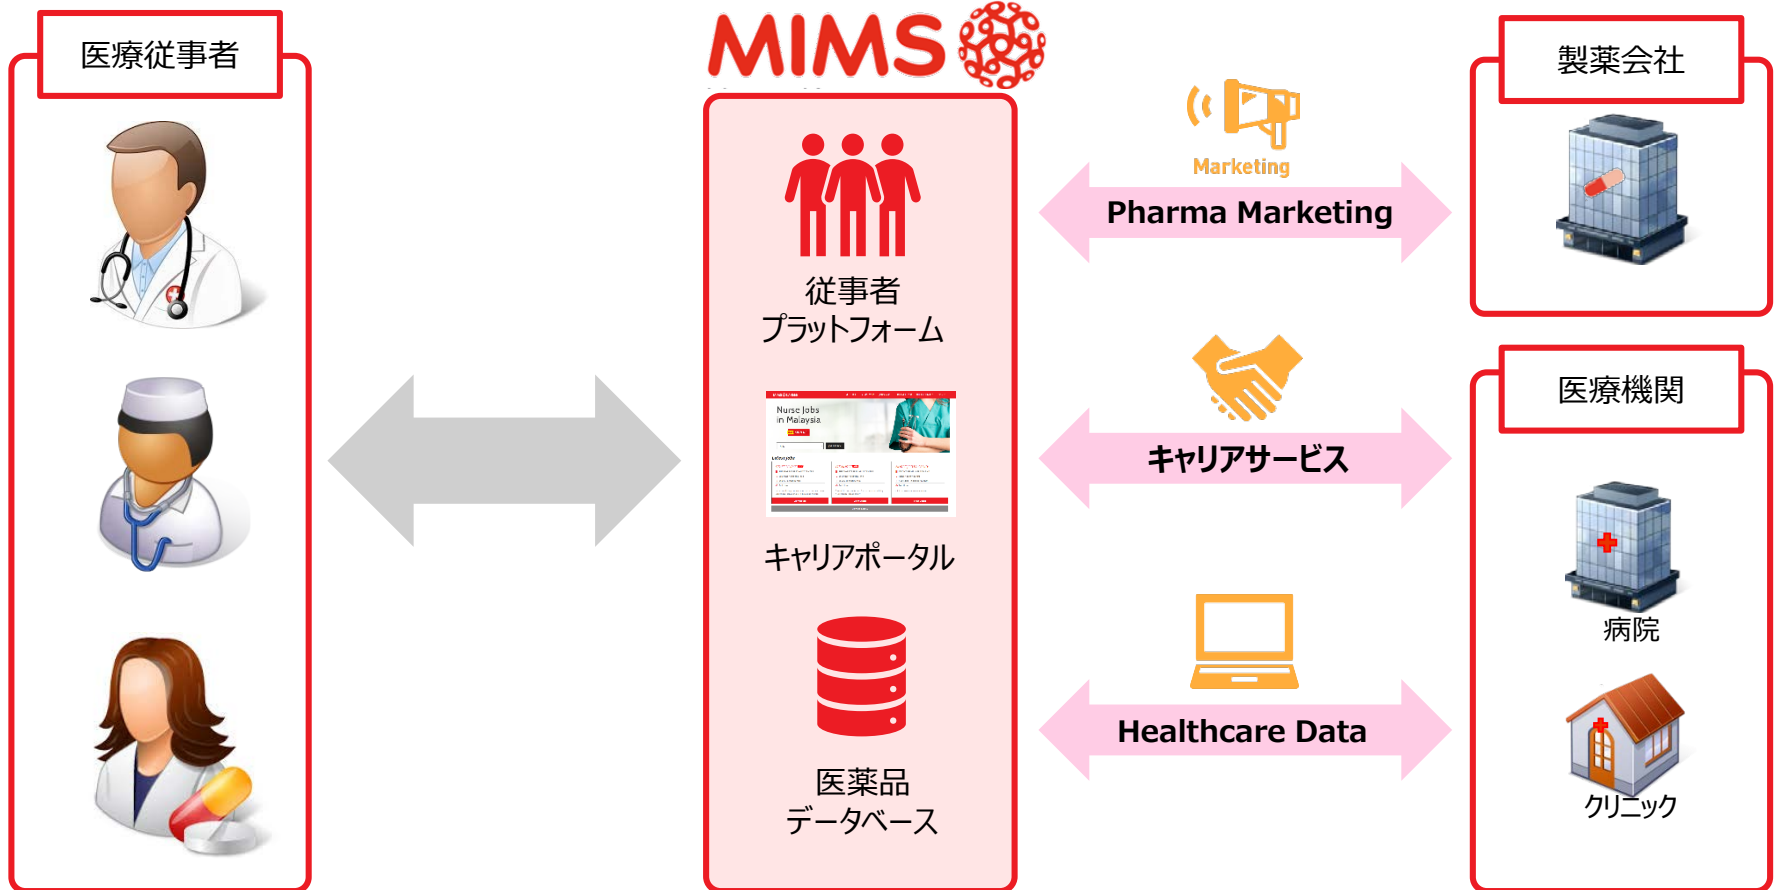 医療従事者
MIMS
従事者
プラットフォーム
Nurse Jobs
in Malaysia
キャリアポータル
医薬品
データベース
Marketing
Pharma Marketing
キャリアサービス
Healthcare Data
製薬会社
医療機関
病院
クリニック